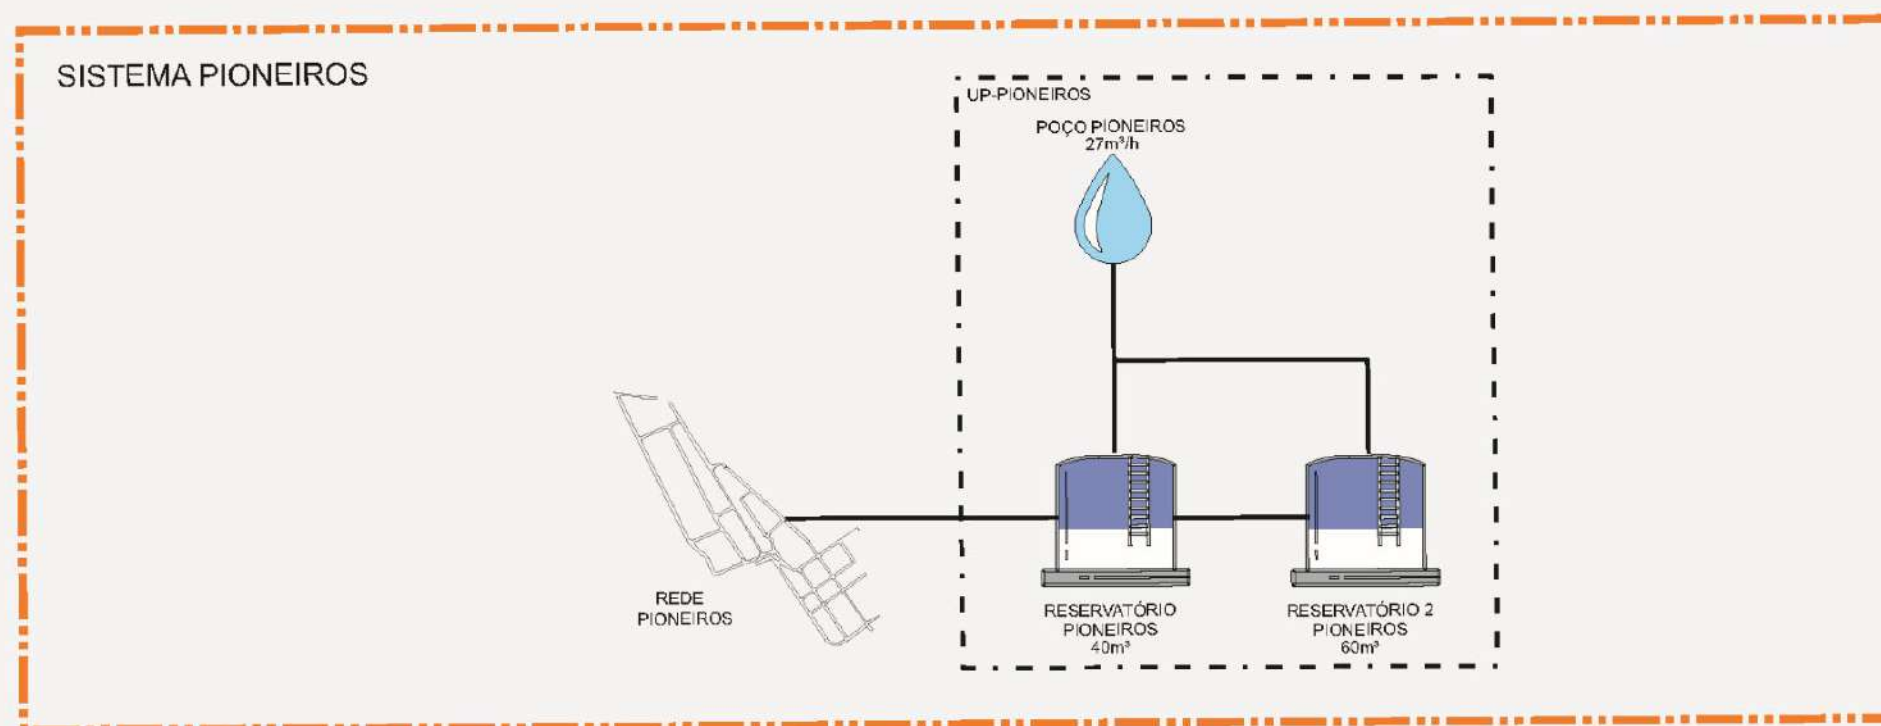 SISTEMA PIONEIROS
UP-PIONEIROS
POÇO PIONEIROS
27m³/h
REDE
PIONEIROS
RESERVATÓRIO
PIONEIROS
40m³
RESERVATÓRIO 2
PIONEIROS
60m³